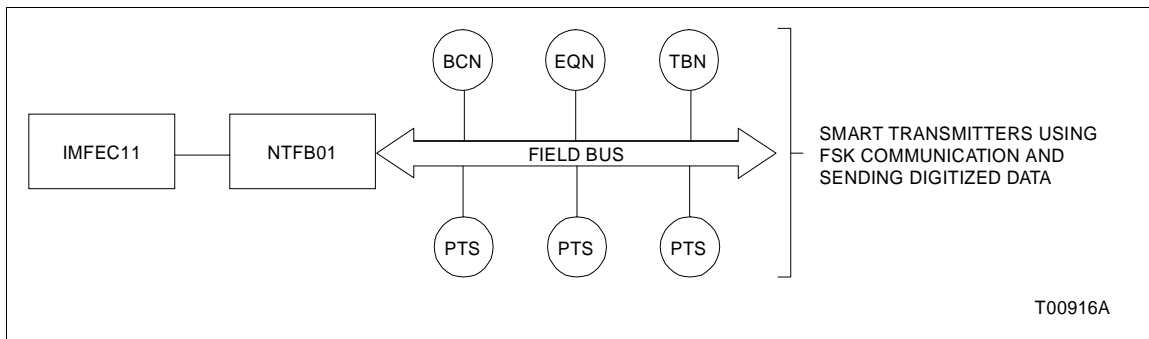 BCN
EQN
TBN
IMFEC11
NTFB01
FIELD BUS
SMART TRANSMITTERS USING
FSK COMMUNICATION AND
SENDING DIGITIZED DATA
PTS
PTS
PTS
T00916A